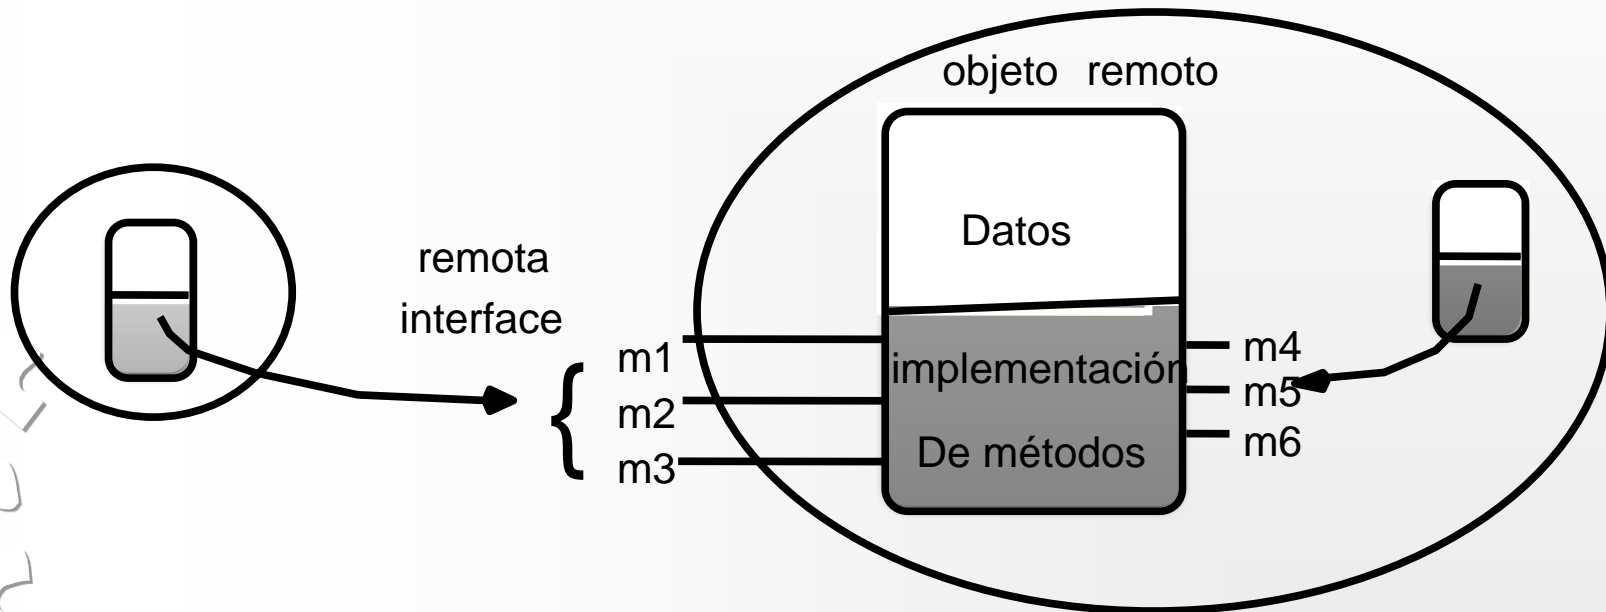 objeto remoto
Datos
remota
interface
{
m1
m2
m3
implementación
De métodos
m4
m5
m6